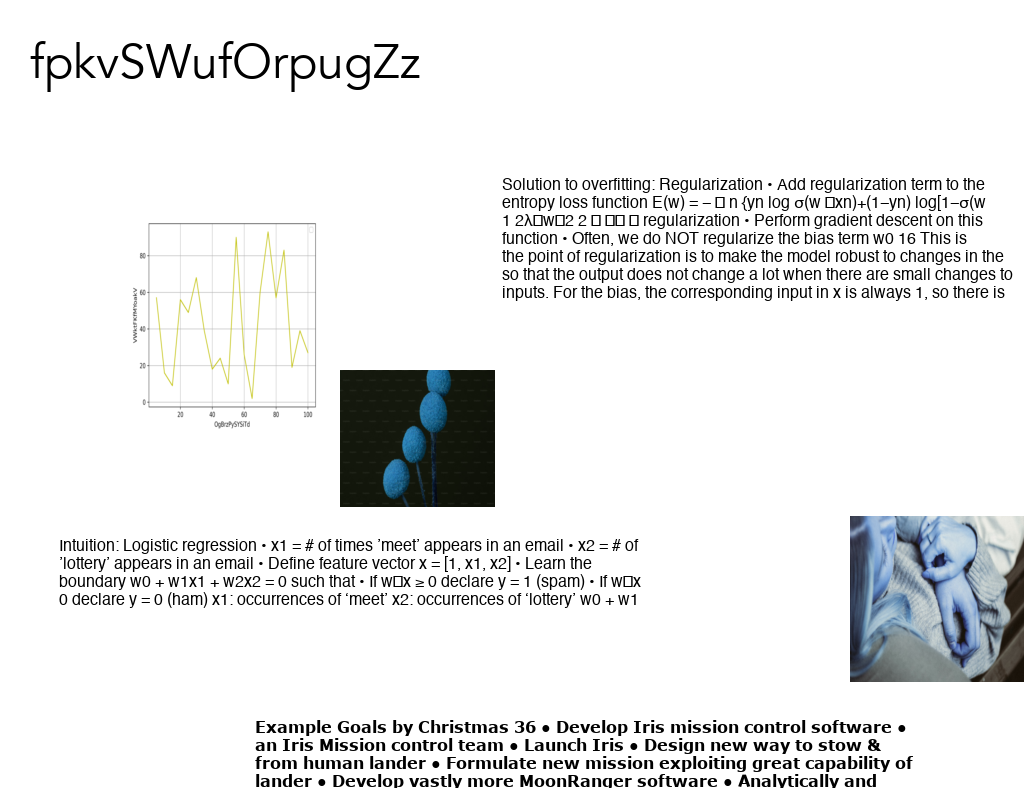 fpkvSWufOrpugZz
Solution to overfitting: Regularization • Add regularization term to the
entropy loss function E(w) = − □ n {yn log σ(w □xn)+(1−yn) log[1−σ(w
1 2λ□w□2 2 □ □□ □ regularization • Perform gradient descent on this
function • Often, we do NOT regularize the bias term w0 16 This is
the point of regularization is to make the model robust to changes in the
so that the output does not change a lot when there are small changes to
inputs. For the bias, the corresponding input in x is always 1, so there is
80
60
40
20
0
20 40 60 80 100
Intuition: Logistic regression • x1 = # of times ’meet’ appears in an email • x2 = # of
’lottery’ appears in an email • Define feature vector x = [1, x1, x2] • Learn the
boundary w0 + w1x1 + w2x2 = 0 such that • If w□x ≥ 0 declare y = 1 (spam) • If w□x
0 declare y = 0 (ham) x1: occurrences of ‘meet’ x2: occurrences of ‘lottery’ w0 + w1
Example Goals by Christmas 36 ● Develop Iris mission control software ●
an Iris Mission control team ● Launch Iris ● Design new way to stow &
from human lander ● Formulate new mission exploiting great capability of
lander ● Develop vastly more MoonRanger software ● Analytically and